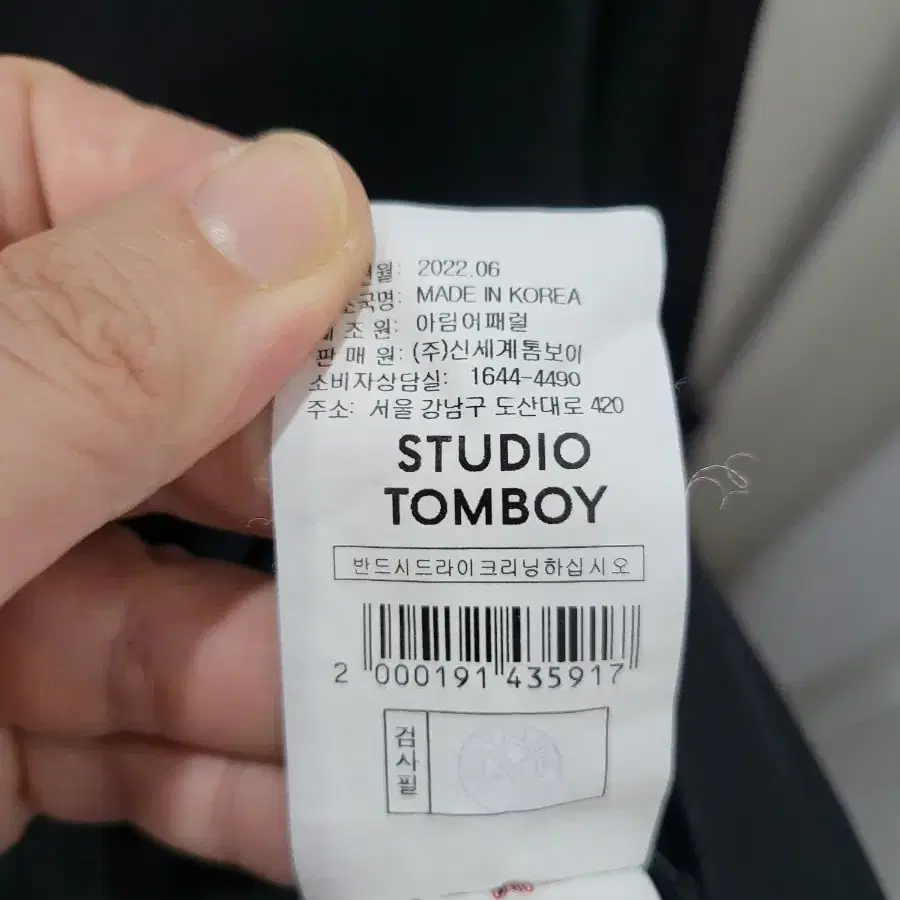 월: 2022.06
국명: MADE IN KOREA
조 원: 아림어패럴
판 매 원: (주)신세계톰보이
소비자상담실: 1644-4490
주소: 서울 강남구 도산대로 420
STUDIO
TOMBOY
반드시드라이크리닝하십시오
2 000191 435917
검사필